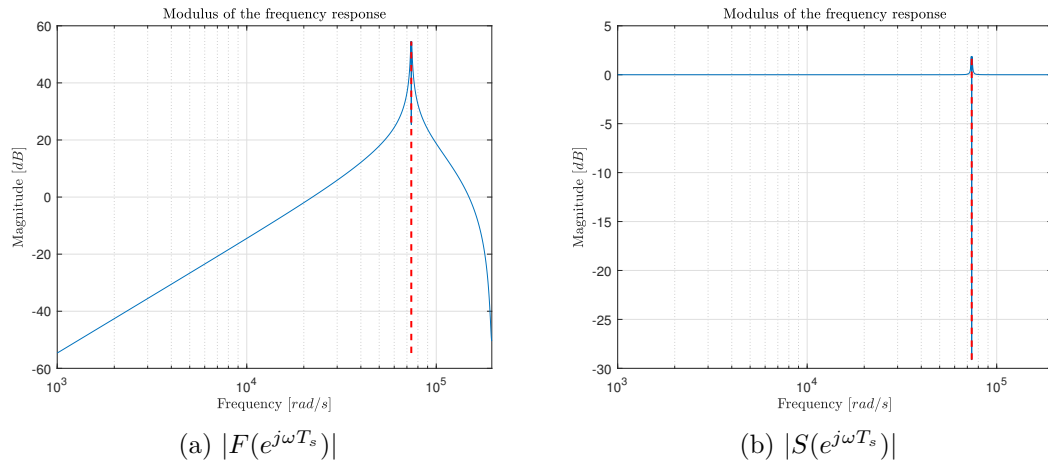 Modulus of the frequency response
60
40
20
0
-20
-40
-60
Magnitude [dB]
10³ 10⁴ 10⁵
Frequency [rad/s]
(a) |F(e^{jωT_s})|
Modulus of the frequency response
5
0
-5
-10
-15
-20
-25
-30
Magnitude [dB]
10³ 10⁴ 10⁵
Frequency [rad/s]
(b) |S(e^{jωT_s})|